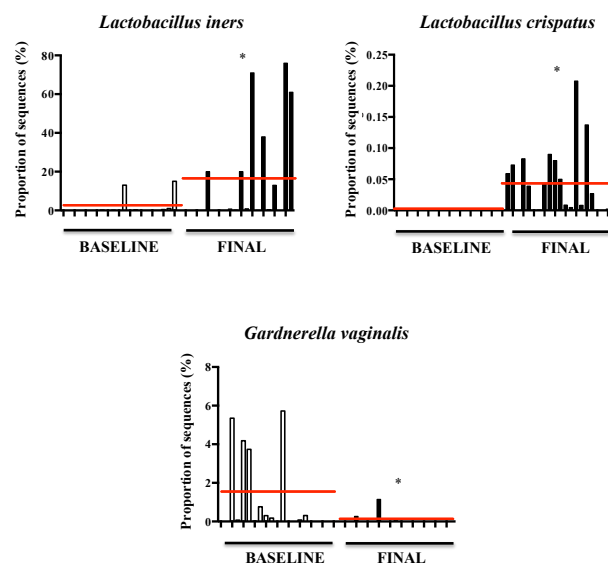 Lactobacillus iners
Proportion of sequences (%)
80
60
40
20
0
*
BASELINE
FINAL
Lactobacillus crispatus
Proportion of sequences (%)
0.25
0.20
0.15
0.10
0.05
0.00
*
BASELINE
FINAL
Gardnerella vaginalis
Proportion of sequences (%)
8
6
4
2
0
*
BASELINE
FINAL